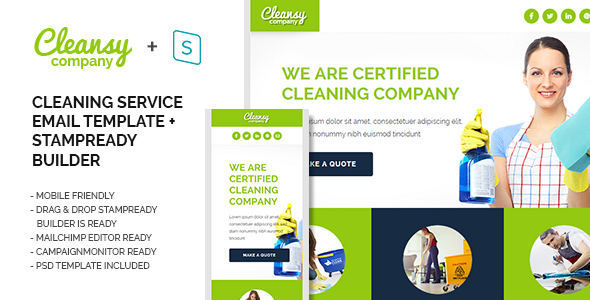 Cleansy
company
+ S
CLEANING SERVICE
EMAIL TEMPLATE +
STAMPREADY
BUILDER
- MOBILE FRIENDLY
- DRAG & DROP STAMPREADY
BUILDER IS READY
- MAILCHIMP EDITOR READY
- CAMPAIGNMONITOR READY
- PSD TEMPLATE INCLUDED
Cleansy
company
WE ARE
CERTIFIED
CLEANING
COMPANY
Lorem ipsum dolor sit amet,
consectetuer adipiscing elit,
sed diam nonummy nibh
euismod tincidunt
MAKE A QUOTE
Cleansy
company
WE ARE CERTIFIED
CLEANING COMPANY
ipsum dolor sit amet, consectetuer adipiscing elit,
m nonummy nibh euismod tincidunt
KE A QUOTE